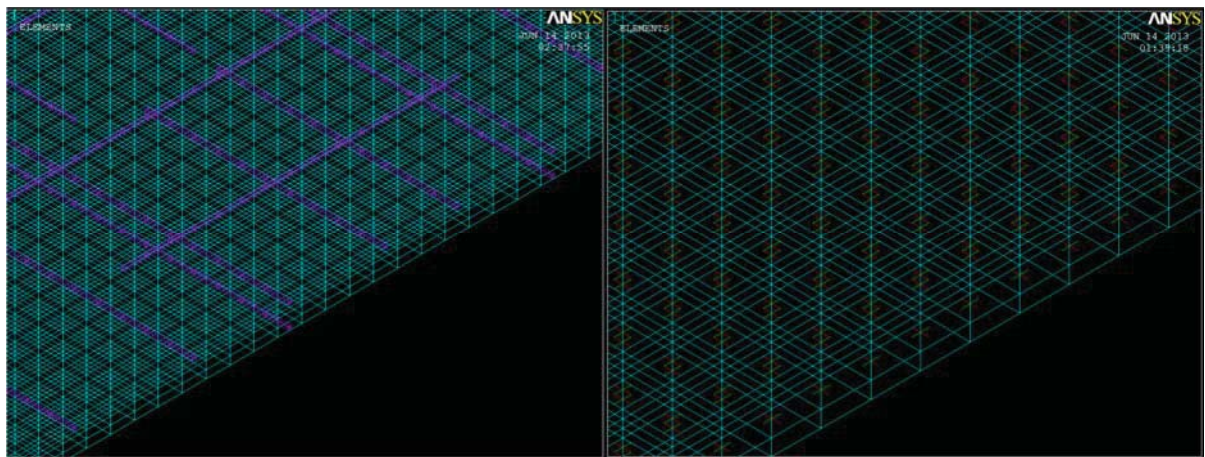 ELEMENTS
ANSYS
JUN 14 2013
02:37:55
ELEMENTS
ANSYS
JUN 14 2013
01:39:18